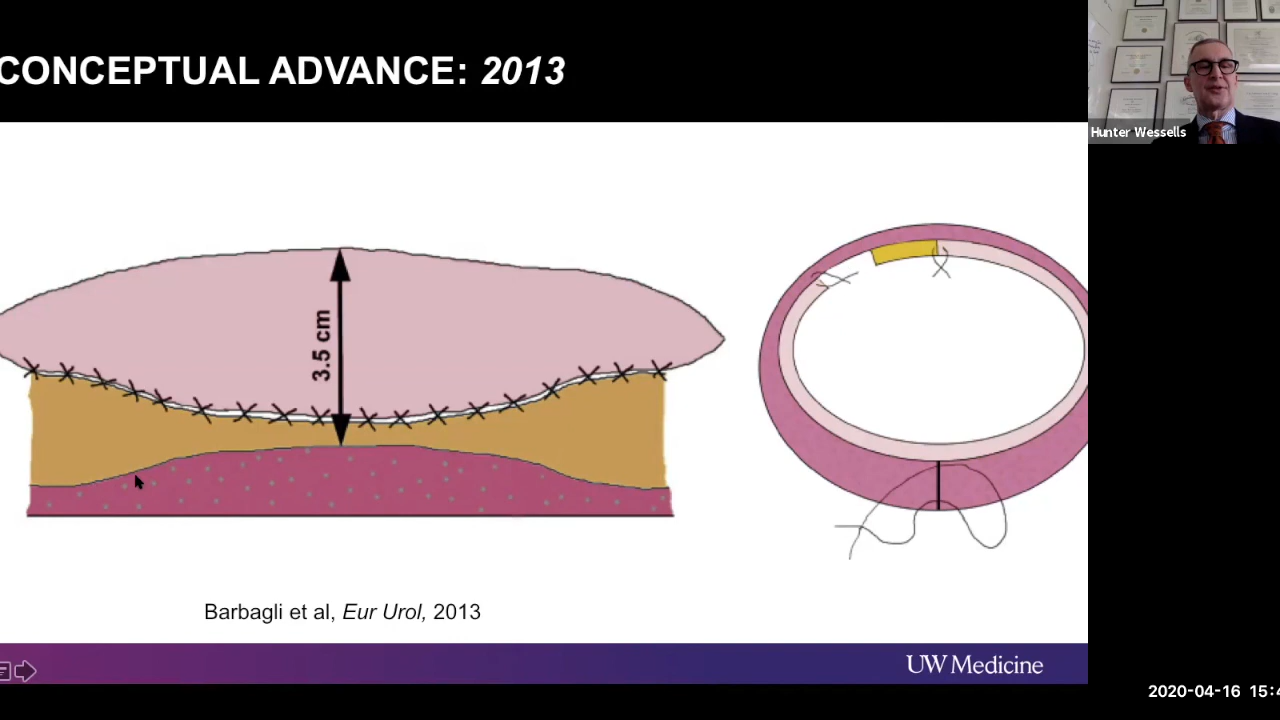 CONCEPTUAL ADVANCE: 2013
Hunter Wessells
3.5 cm
Barbagli et al, Eur Urol, 2013
UW Medicine
2020-04-16 15:4